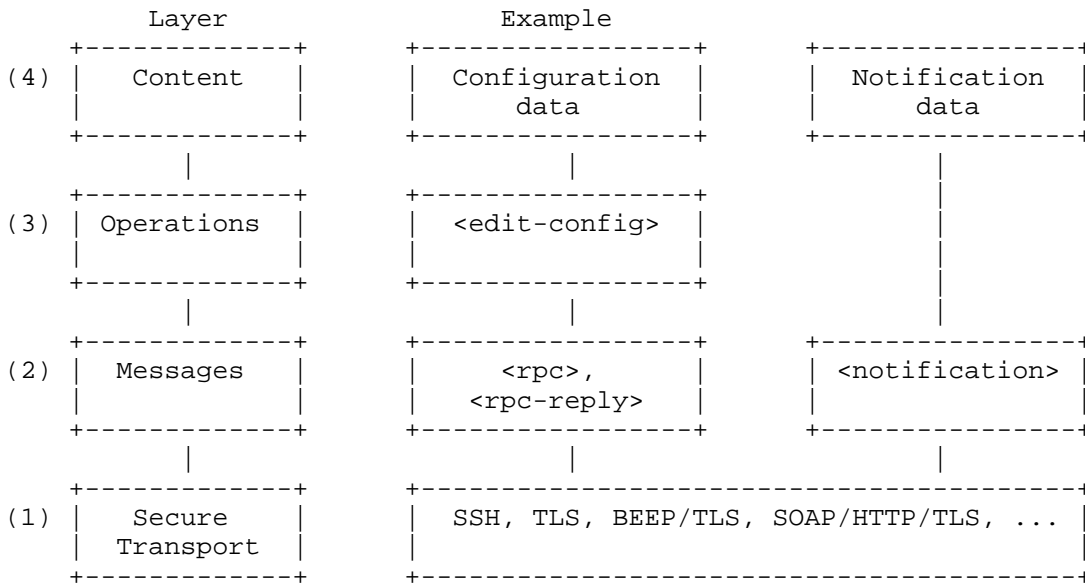 Layer Example
(4) Content Configuration Notification
data data
(3) Operations <edit-config>
(2) Messages <rpc>, <notification>
<rpc-reply>
(1) Secure SSH, TLS, BEEP/TLS, SOAP/HTTP/TLS, ...
Transport